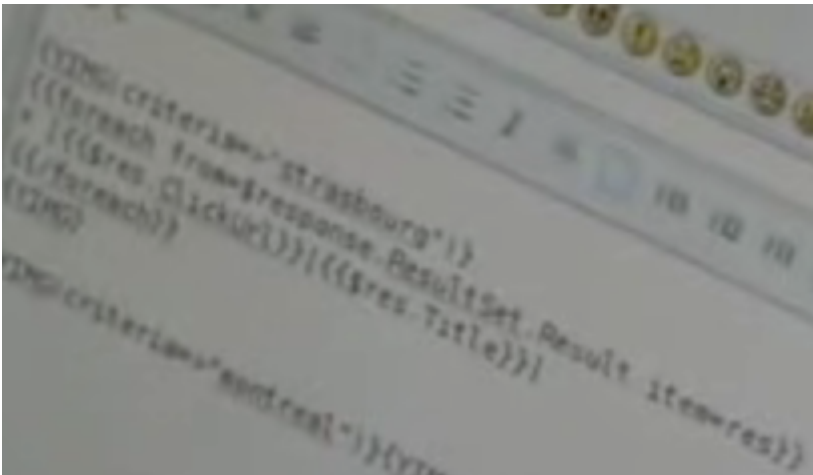 {YIMG(criteria=>"strasbourg")}
{{foreach from=$response.ResultSet.Result item=res}}
* [{{$res.ClickUrl}}|{{$res.Title}}]
{{/foreach}}
{YIMG}
YIMG(criteria=>"montreal")}{YIM